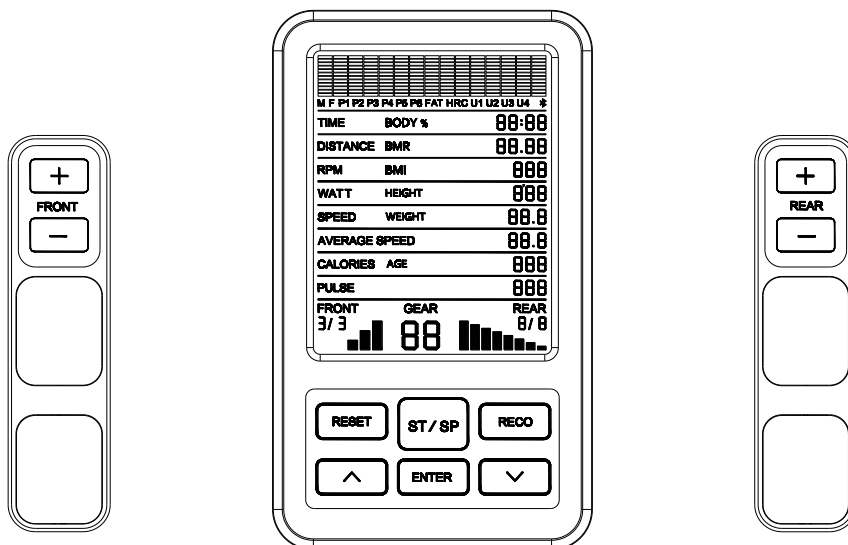 M F P1 P2 P3 P4 P5 P6 FAT HRC U1 U2 U3 U4
TIME BODY % 88:88
DISTANCE BMR 88.88
RPM BMI 888
WATT HEIGHT 8'88
SPEED WEIGHT 88.8
AVERAGE SPEED 88.8
CALORIES AGE 888
PULSE 888
FRONT GEAR REAR
3/3 88 8/8
+
FRONT
−
+
REAR
−
RESET ST/SP RECO
ENTER